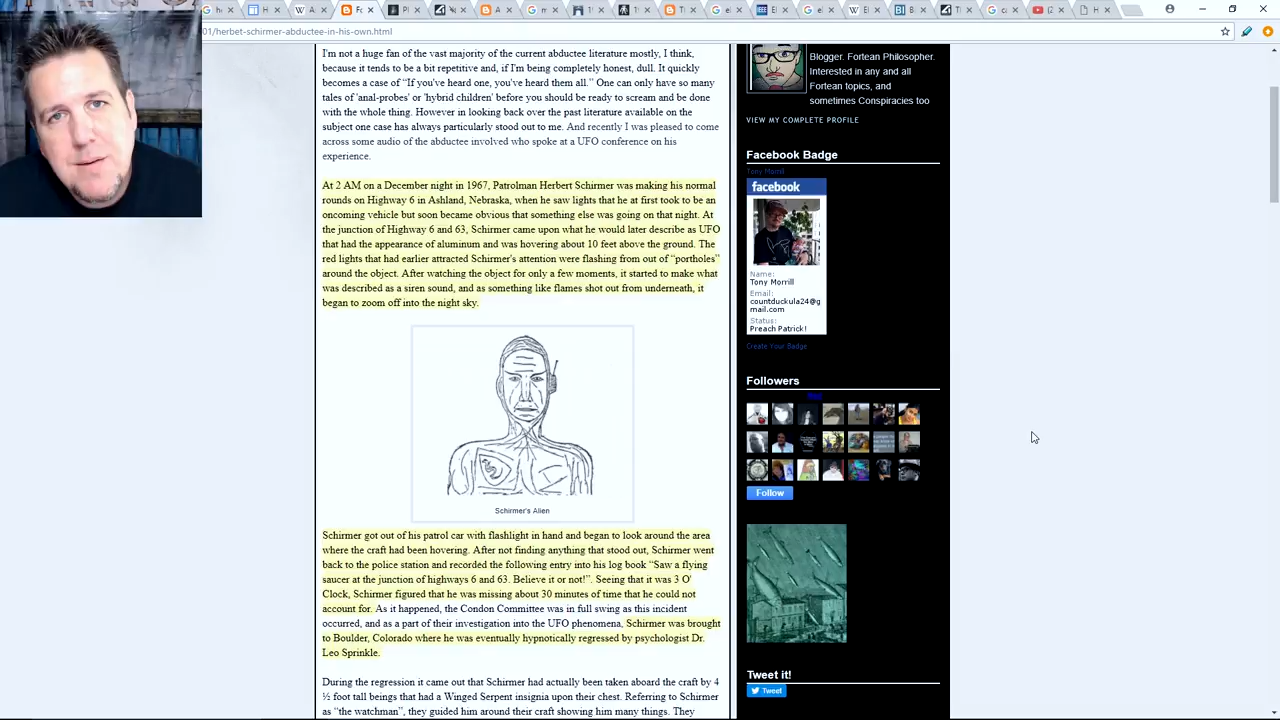 01/herbet-schirmer-abductee-in-his-own.html
I'm not a huge fan of the vast majority of the current abductee literature mostly, I think,
because it tends to be a bit repetitive and, if I'm being completely honest, dull. It quickly
becomes a case of "If you've heard one, you've heard them all." One can only have so many
tales of 'anal-probes' or 'hybrid children' before you should be ready to scream and be done
with the whole thing. However in looking back over the past literature available on the
subject one case has always particularly stood out to me. And recently I was pleased to come
across some audio of the abductee involved who spoke at a UFO conference on his
experience.
At 2 AM on a December night in 1967, Patrolman Herbert Schirmer was making his normal
rounds on Highway 6 in Ashland, Nebraska, when he saw lights that he at first took to be an
oncoming vehicle but soon became obvious that something else was going on that night. At
the junction of Highway 6 and 63, Schirmer came upon what he would later describe as UFO
that had the appearance of aluminum and was hovering about 10 feet above the ground. The
red lights that had earlier attracted Schirmer's attention were flashing from out of "portholes"
around the object. After watching the object for only a few moments, it started to make what
was described as a siren sound, and as something like flames shot out from underneath, it
began to zoom off into the night sky.
Schirmer's Alien
Schirmer got out of his patrol car with flashlight in hand and began to look around the area
where the craft had been hovering. After not finding anything that stood out, Schirmer went
back to the police station and recorded the following entry into his log book "Saw a flying
saucer at the junction of highways 6 and 63. Believe it or not!". Seeing that it was 3 O'
Clock, Schirmer figured that he was missing about 30 minutes of time that he could not
account for. As it happened, the Condon Committee was in full swing as this incident
occurred, and as a part of their investigation into the UFO phenomena, Schirmer was brought
to Boulder, Colorado where he was eventually hypnotically regressed by psychologist Dr.
Leo Sprinkle.
During the regression it came out that Schirmer had actually been taken aboard the craft by 4
½ foot tall beings that had a Winged Serpent insignia upon their chest. Referring to Schirmer
as "the watchman", they guided him around their craft showing him many things. They
Blogger. Fortean Philosopher.
Interested in any and all
Fortean topics, and
sometimes Conspiracies too
VIEW MY COMPLETE PROFILE
Facebook Badge
Tony Morrill
facebook
Name:
Tony Morrill
Email:
countduckula24@g
mail.com
Status:
Preach Patrick!
Create Your Badge
Followers
Follow
Tweet it!
Tweet